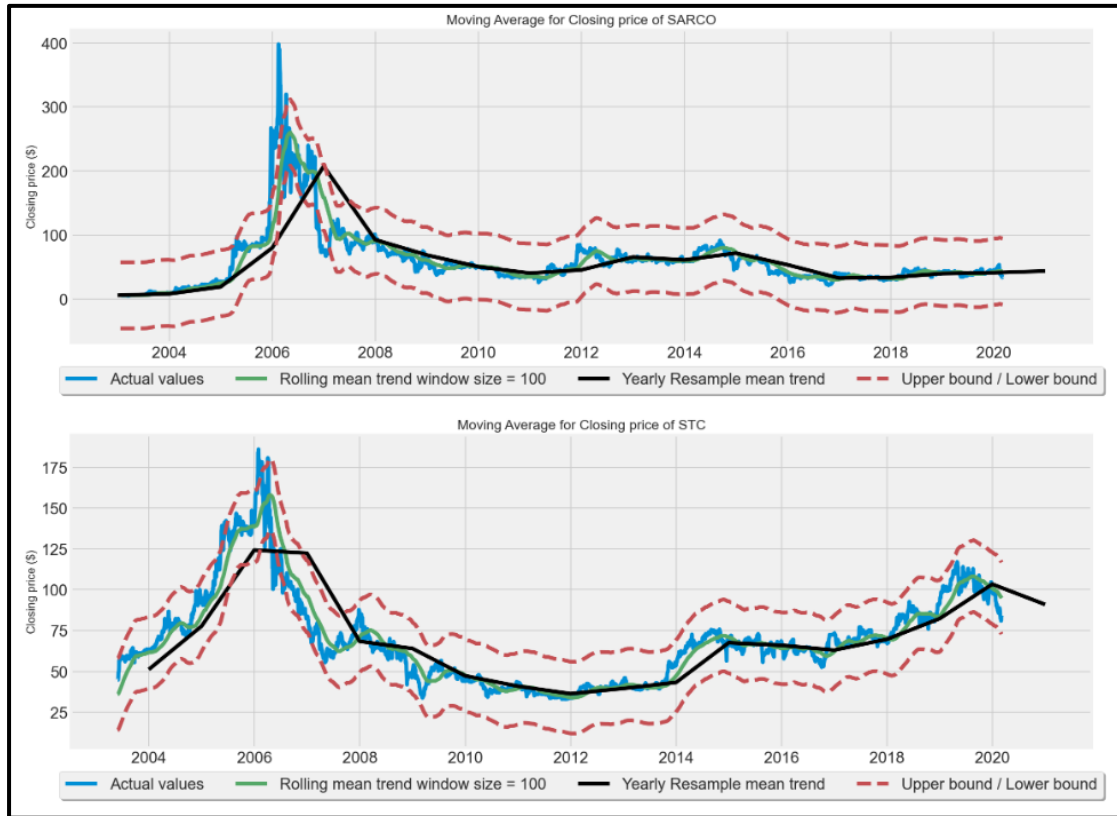 Moving Average for Closing price of SARCO
Closing price ($)
400
300
200
100
0
2004 2006 2008 2010 2012 2014 2016 2018 2020
Actual values Rolling mean trend window size = 100 Yearly Resample mean trend Upper bound / Lower bound
Moving Average for Closing price of STC
Closing price ($)
175
150
125
100
75
50
25
2004 2006 2008 2010 2012 2014 2016 2018 2020
Actual values Rolling mean trend window size = 100 Yearly Resample mean trend Upper bound / Lower bound